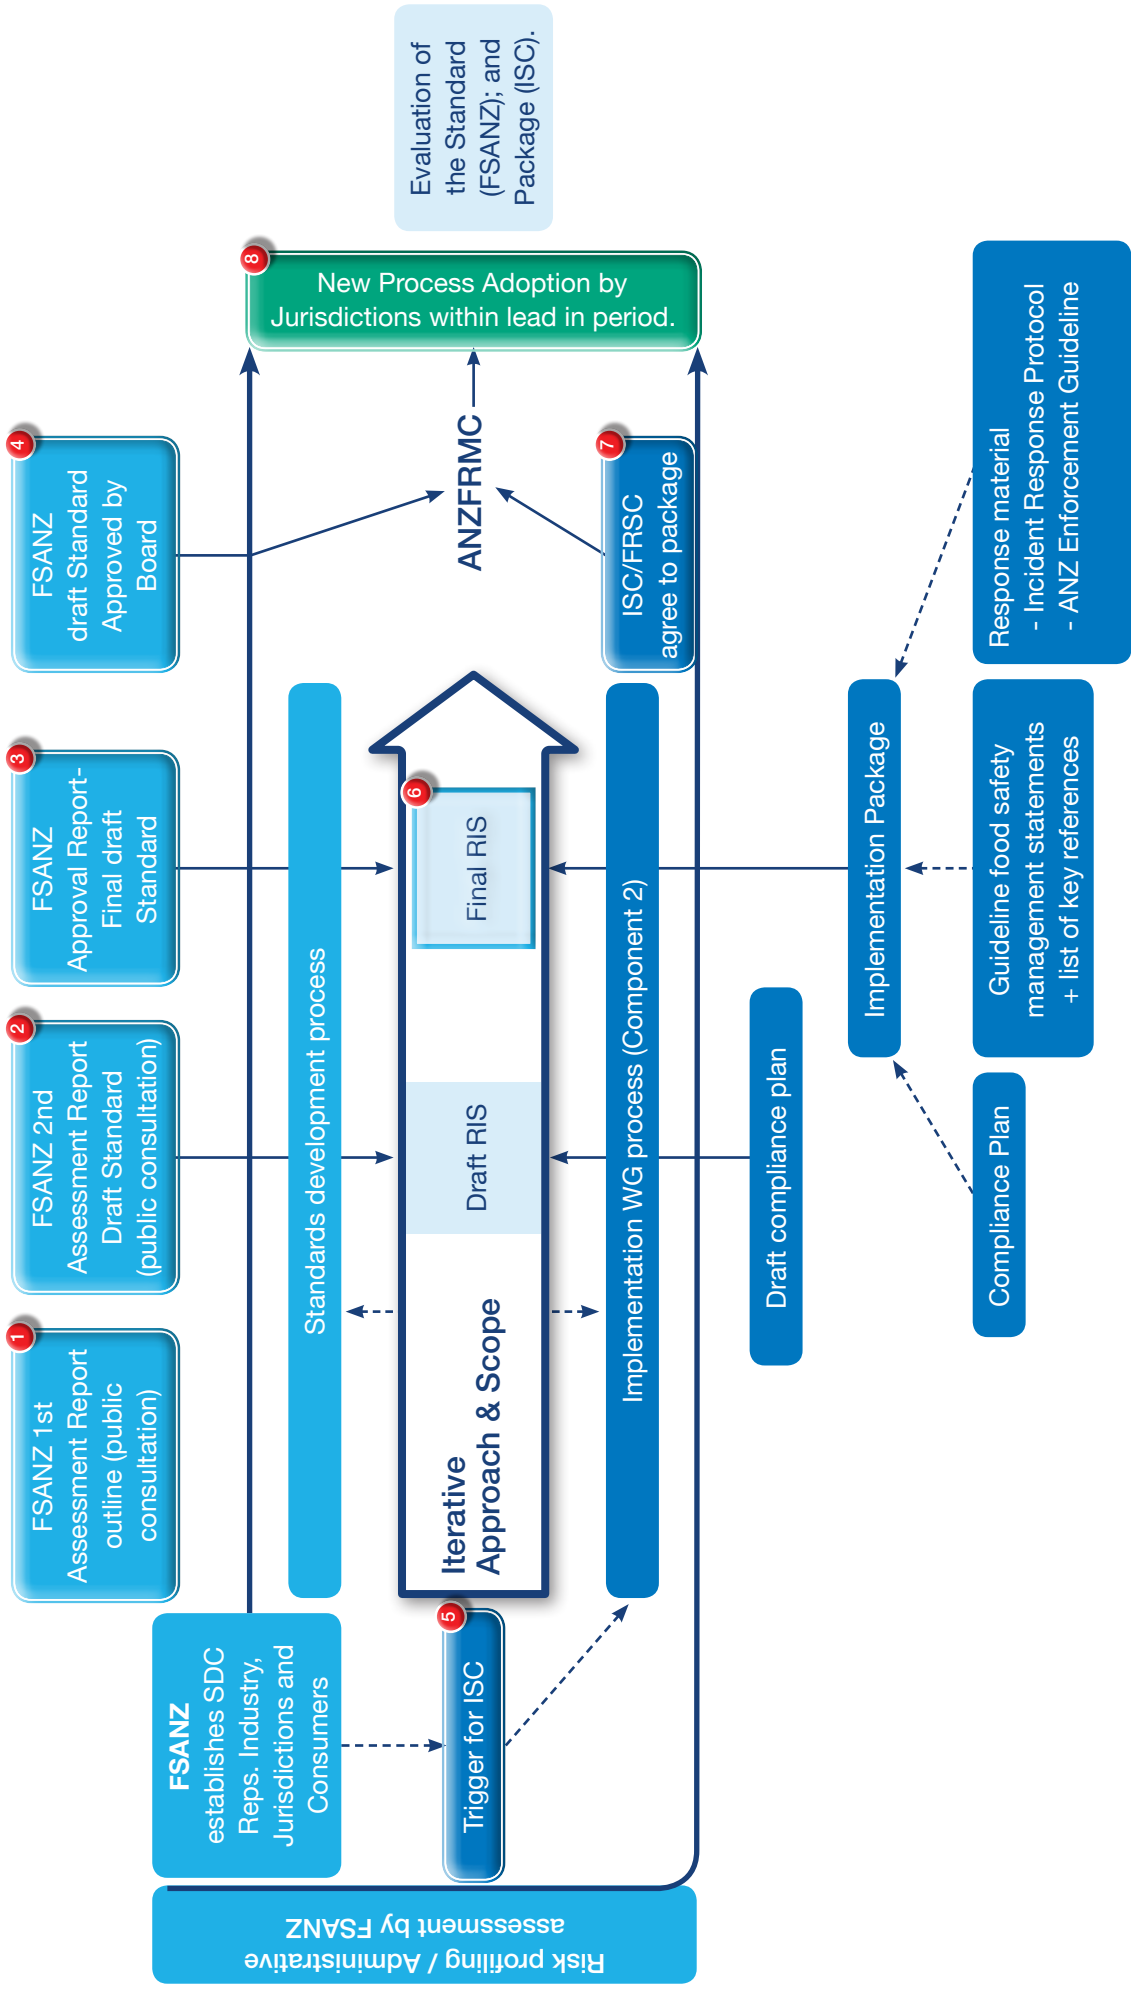 Risk profiling / Administrative
assessment by FSANZ
FSANZ
establishes SDC
Reps. Industry,
Jurisdictions and
Consumers
1
FSANZ 1st
Assessment Report
outline (public
consultation)
2
FSANZ 2nd
Assessment Report
Draft Standard
(public consultation)
3
FSANZ
Approval Report-
Final draft
Standard
4
FSANZ
draft Standard
Approved by
Board
Standards development process
5
Trigger for ISC
Iterative
Approach & Scope
Draft RIS
6
Final RIS
ANZFRMC
8
New Process Adoption by
Jurisdictions within lead in period.
Evaluation of
the Standard
(FSANZ); and
Package (ISC).
Implementation WG process (Component 2)
7
ISC/FRSC
agree to package
Draft compliance plan
Implementation Package
Compliance Plan
Guideline food safety
management statements
+ list of key references
Response material
- Incident Response Protocol
- ANZ Enforcement Guideline